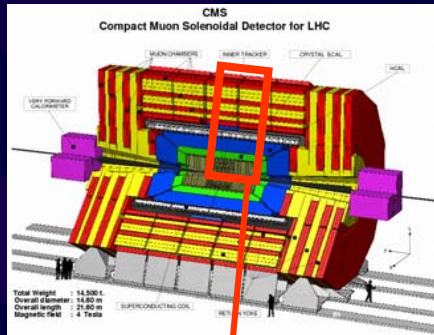 CMS
Compact Muon Solenoidal Detector for LHC
MUON CHAMBERS
INNER TRACKER
CRYSTAL ECAL
HCAL
VERY FORWARD
CALORIMETER
Total Weight : 14,500 t.
Overall diameter : 14.60 m
Overall length : 21.60 m
Magnetic field : 4 Tesla
SUPERCONDUCTING COIL
RETURN YOKE